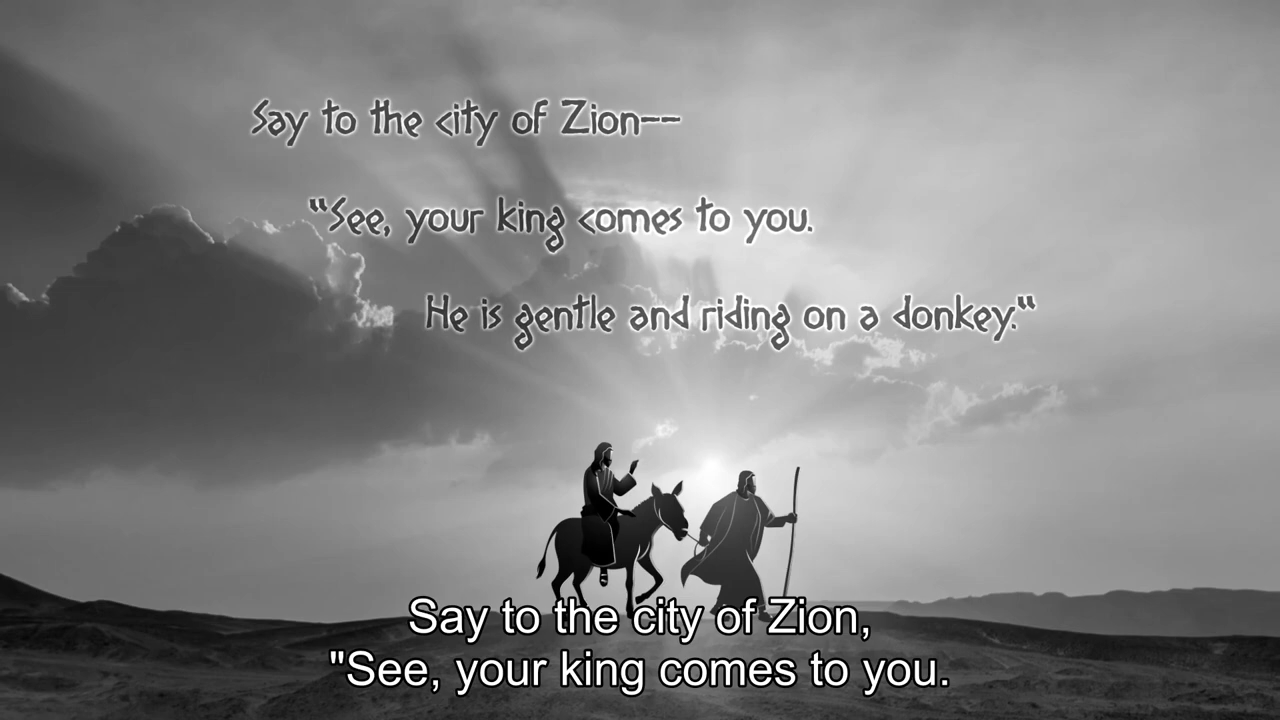 Say to the city of Zion--
"See, your king comes to you.
He is gentle and riding on a donkey."
Say to the city of Zion,
"See, your king comes to you.